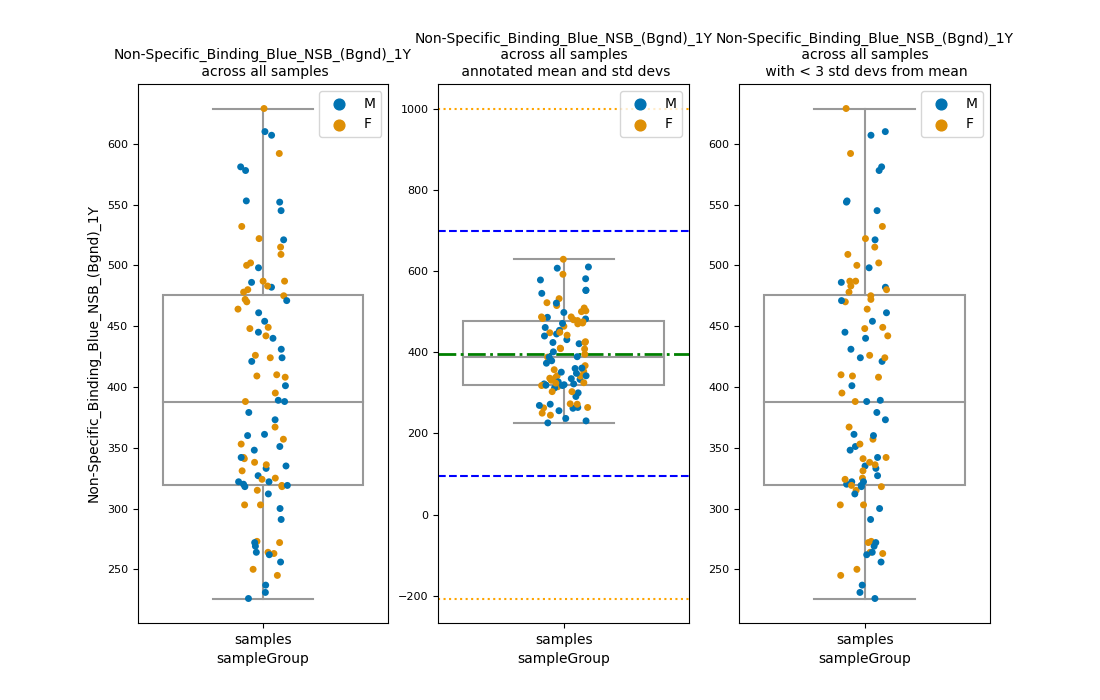 Non-Specific_Binding_Blue_NSB_(Bgnd)_1Y
across all samples
Non-Specific_Binding_Blue_NSB_(Bgnd)_1Y
across all samples
annotated mean and std devs
Non-Specific_Binding_Blue_NSB_(Bgnd)_1Y
across all samples
with < 3 std devs from mean
Non-Specific_Binding_Blue_NSB_(Bgnd)_1Y
600
550
500
450
400
350
300
250
M
F
samples
sampleGroup
1000
800
600
400
200
0
−200
M
F
samples
sampleGroup
600
550
500
450
400
350
300
250
M
F
samples
sampleGroup